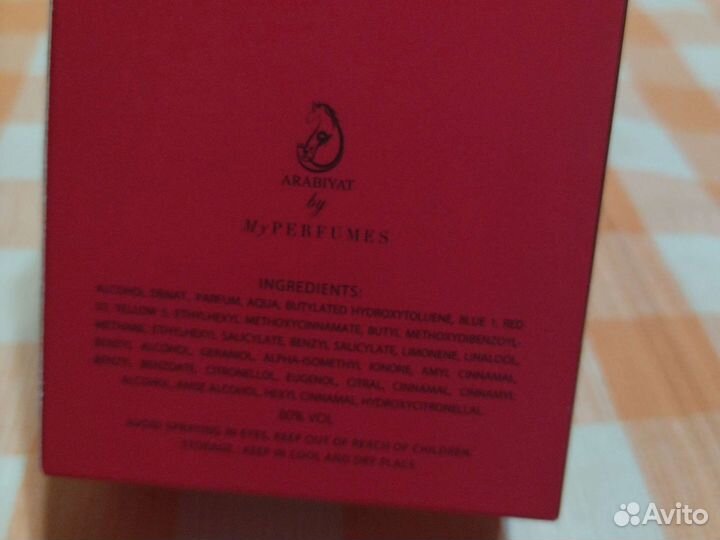 ARABIYAT
by
MyPERFUMES
INGREDIENTS:
ALCOHOL DENAT., PARFUM, AQUA, BUTYLATED HYDROXYTOLUENE, BLUE 1, RED
YELLOW 5, ETHYLHEXYL METHOXYCINNAMATE, BUTYL METHOXYDIBENZOYL-
METHANE, ETHYLHEXYL SALICYLATE, BENZYL SALICYLATE, LIMONENE, LINALOOL,
BENZYL ALCOHOL, GERANIOL, ALPHA-ISOMETHYL IONORE, AMYL CINNAMAL,
BENZYL BENZOATE, CITRONELLOL, EUGENOL, CITRAL, CINNAMAL, CINNAMYL
ALCOHOL, ANISE ALCOHOL, HEXYL CINNAMAL, HYDROXYCITRONELLAL
80% VOL
AVOID SPRAYING IN EYES. KEEP OUT OF REACH OF CHILDREN.
STORAGE: KEEP IN COOL AND DRY PLACE
Avito